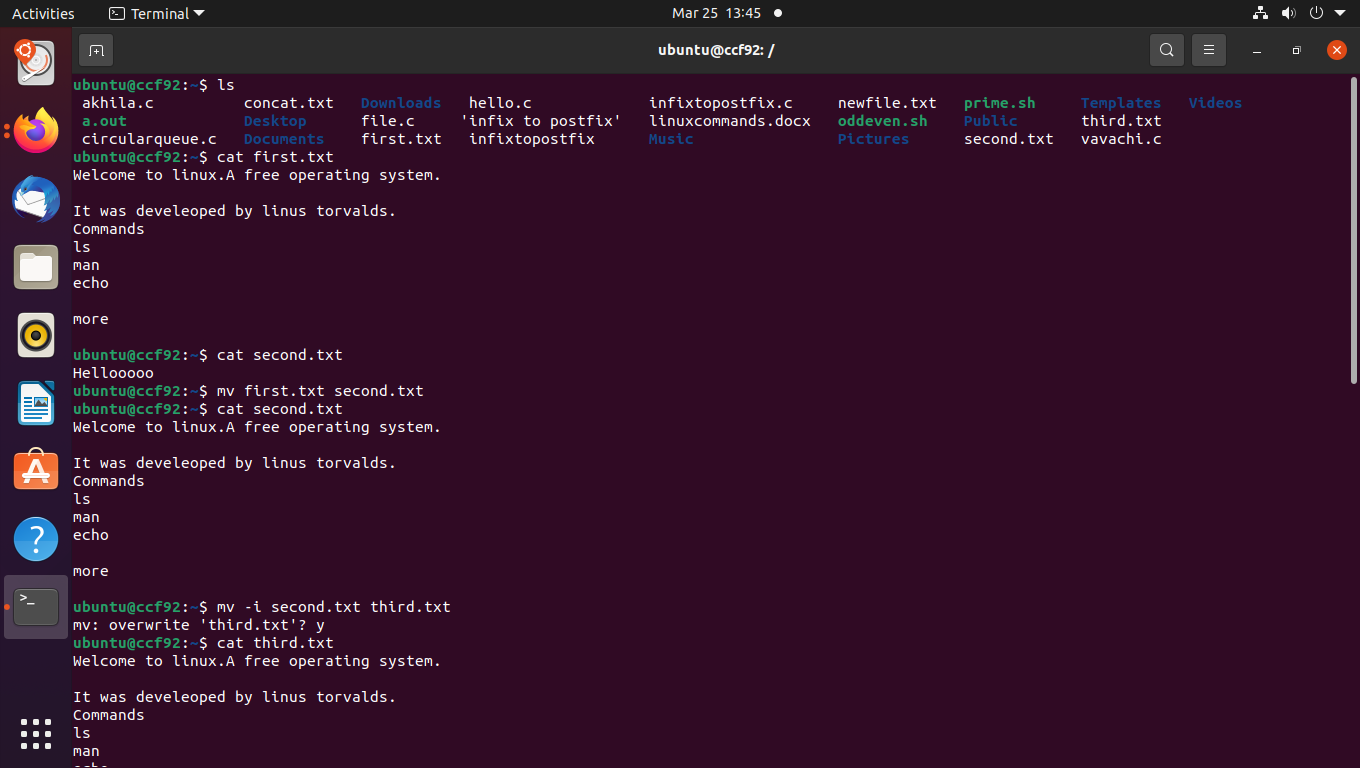 Activities Terminal Mar 25 13:45
ubuntu@ccf92: /
ubuntu@ccf92:~$ ls
akhila.c concat.txt Downloads hello.c infixtopostfix.c newfile.txt prime.sh Templates Videos
a.out Desktop file.c 'infix to postfix' linuxcommands.docx oddeven.sh Public third.txt
circularqueue.c Documents first.txt infixtopostfix Music Pictures second.txt vavachi.c
ubuntu@ccf92:~$ cat first.txt
Welcome to linux.A free operating system.
It was develeoped by linus torvalds.
Commands
ls
man
echo
more
ubuntu@ccf92:~$ cat second.txt
Hellooooo
ubuntu@ccf92:~$ mv first.txt second.txt
ubuntu@ccf92:~$ cat second.txt
Welcome to linux.A free operating system.
It was develeoped by linus torvalds.
Commands
ls
man
echo
more
ubuntu@ccf92:~$ mv -i second.txt third.txt
mv: overwrite 'third.txt'? y
ubuntu@ccf92:~$ cat third.txt
Welcome to linux.A free operating system.
It was develeoped by linus torvalds.
Commands
ls
man
echo